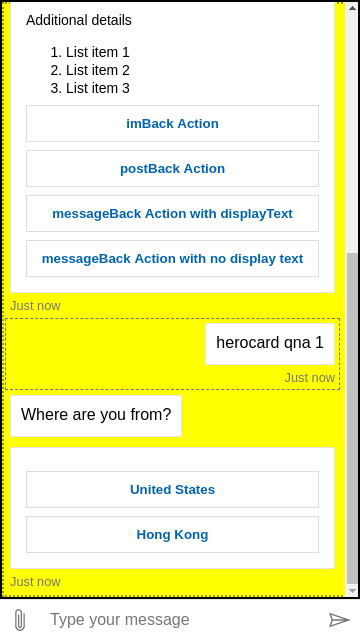 Additional details
1. List item 1
2. List item 2
3. List item 3
imBack Action
postBack Action
messageBack Action with displayText
messageBack Action with no display text
Just now
herocard qna 1
Just now
Where are you from?
United States
Hong Kong
Just now
Type your message